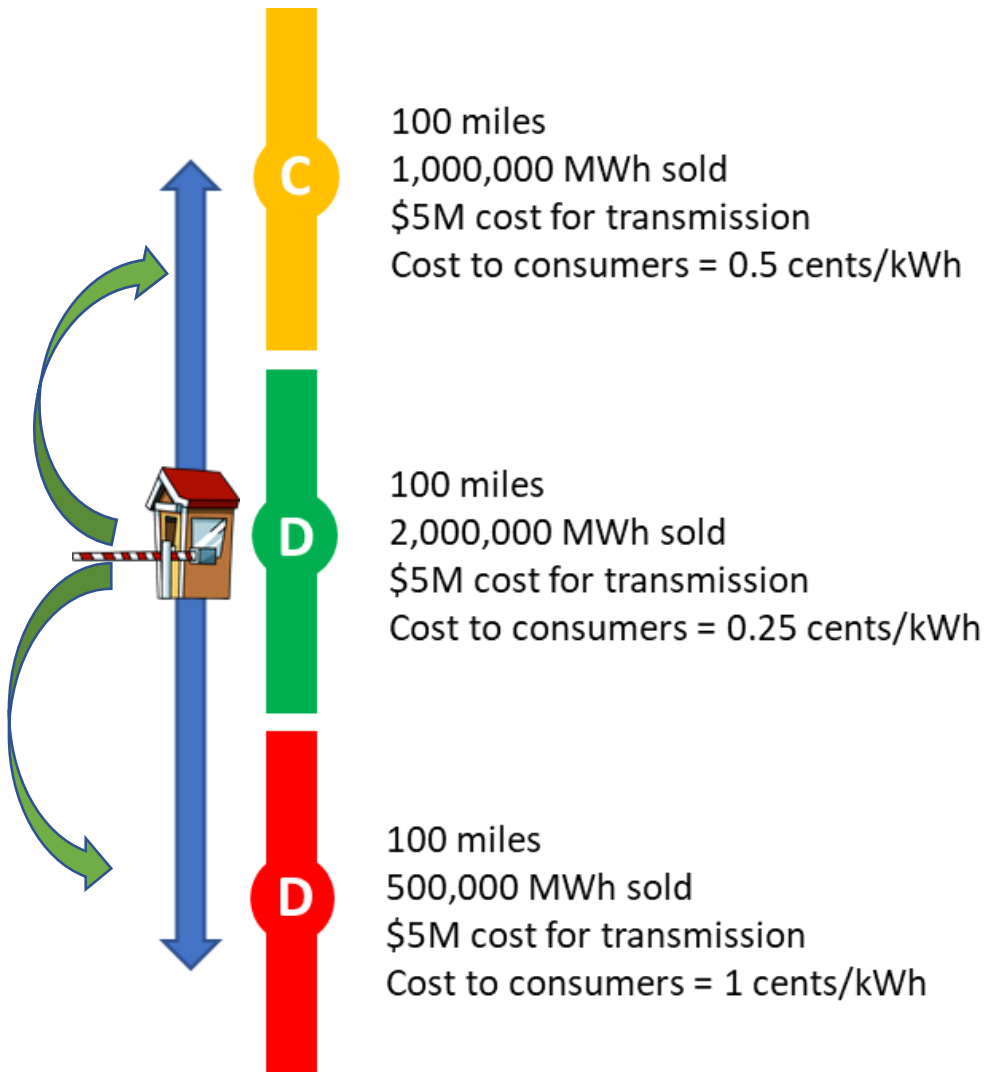 C
100 miles
1,000,000 MWh sold
$5M cost for transmission
Cost to consumers = 0.5 cents/kWh
D
100 miles
2,000,000 MWh sold
$5M cost for transmission
Cost to consumers = 0.25 cents/kWh
D
100 miles
500,000 MWh sold
$5M cost for transmission
Cost to consumers = 1 cents/kWh